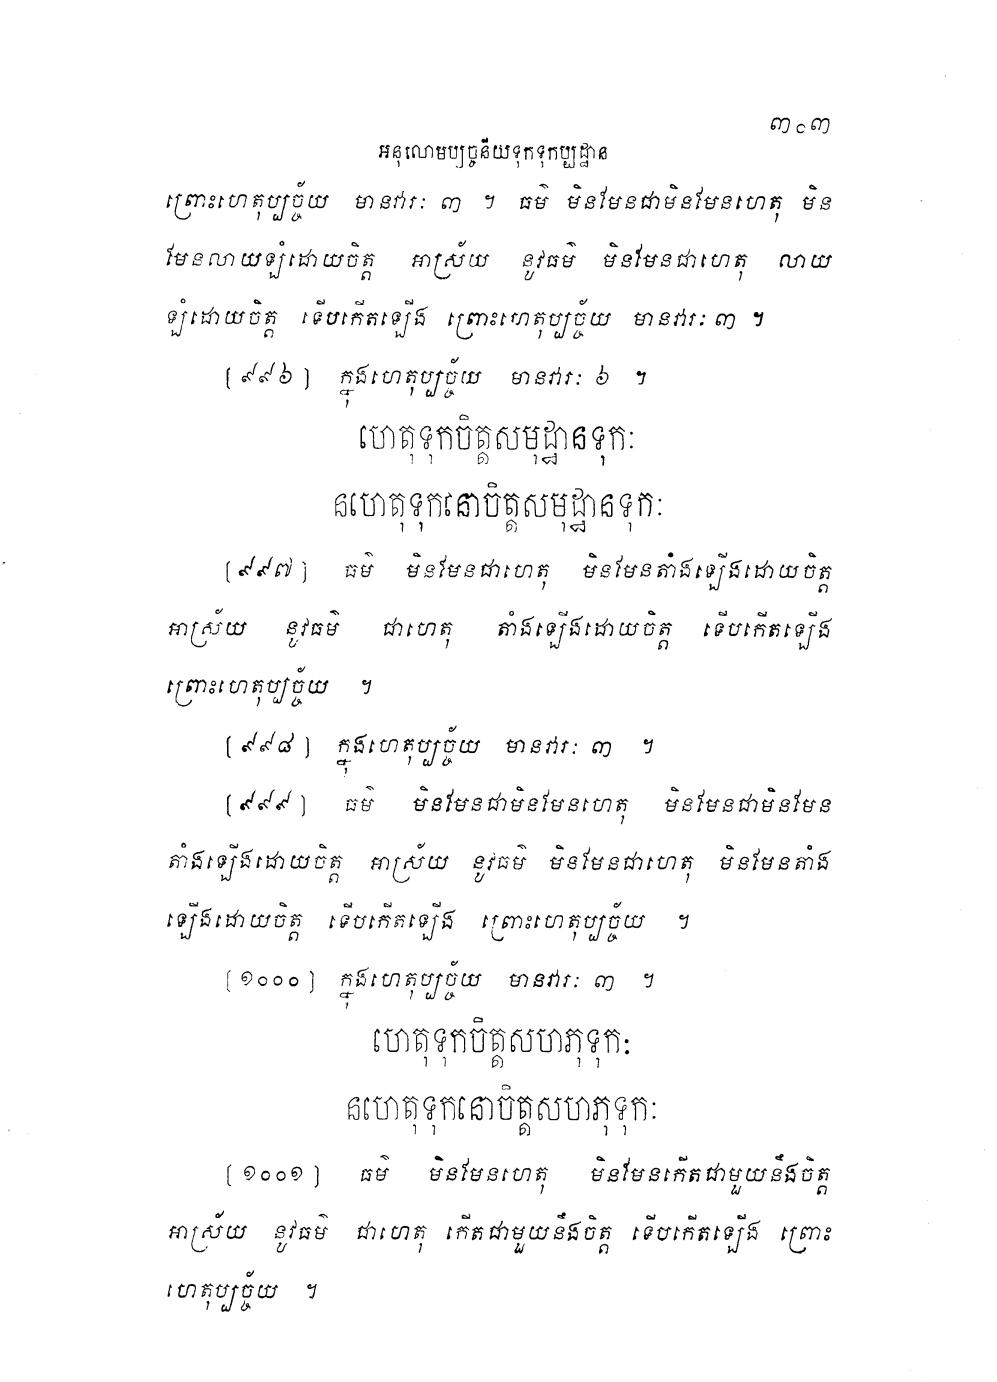 ៣១៣
អនុលោមប្បច្ចនីយទុកទុកប្បដ្ឋាន
ព្រោះហេតុប្បច្ច័យ មានវារៈ ៣ ។ ធម៌ មិនមែនជាមិនមែនហេតុ មិន
មែនលាយឡំដោយចិត្ត អាស្រ័យ នូវធម៌ មិនមែនជាហេតុ លាយ
ឡំដោយចិត្ត ទើបកើតឡើង ព្រោះហេតុប្បច្ច័យ មានវារៈ ៣ ។
[៩៩៦] ក្នុងហេតុប្បច្ច័យ មានវារៈ ៦ ។
ហេតុទុកចិត្តសមុដ្ឋានទុកៈ
នហេតុទុកនោចិត្តសមុដ្ឋានទុកៈ
[៩៩៧] ធម៌ មិនមែនជាហេតុ មិនមែនតាំងឡើងដោយចិត្ត
អាស្រ័យ នូវធម៌ ជាហេតុ តាំងឡើងដោយចិត្ត ទើបកើតឡើង
ព្រោះហេតុប្បច្ច័យ ។
[៩៩៨] ក្នុងហេតុប្បច្ច័យ មានវារៈ ៣ ។
[៩៩៩] ធម៌ មិនមែនជាមិនមែនហេតុ មិនមែនជាមិនមែន
តាំងឡើងដោយចិត្ត អាស្រ័យ នូវធម៌ មិនមែនជាហេតុ មិនមែនតាំង
ឡើងដោយចិត្ត ទើបកើតឡើង ព្រោះហេតុប្បច្ច័យ ។
[១០០០] ក្នុងហេតុប្បច្ច័យ មានវារៈ ៣ ។
ហេតុទុកចិត្តសហភុទុកៈ
នហេតុទុកនោចិត្តសហភុទុកៈ
[១០០១] ធម៌ មិនមែនហេតុ មិនមែនកើតជាមួយនឹងចិត្ត
អាស្រ័យ នូវធម៌ ជាហេតុ កើតជាមួយនឹងចិត្ត ទើបកើតឡើង ព្រោះ
ហេតុប្បច្ច័យ ។